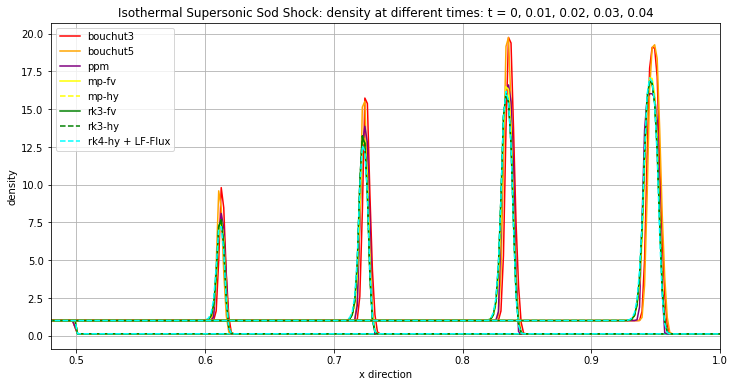 Isothermal Supersonic Sod Shock: density at different times: t = 0, 0.01, 0.02, 0.03, 0.04
bouchut3
bouchut5
ppm
mp-fv
mp-hy
rk3-fv
rk3-hy
rk4-hy + LF-Flux
20.0
17.5
15.0
12.5
10.0
7.5
5.0
2.5
0.0
density
0.5 0.6 0.7 0.8 0.9 1.0
x direction